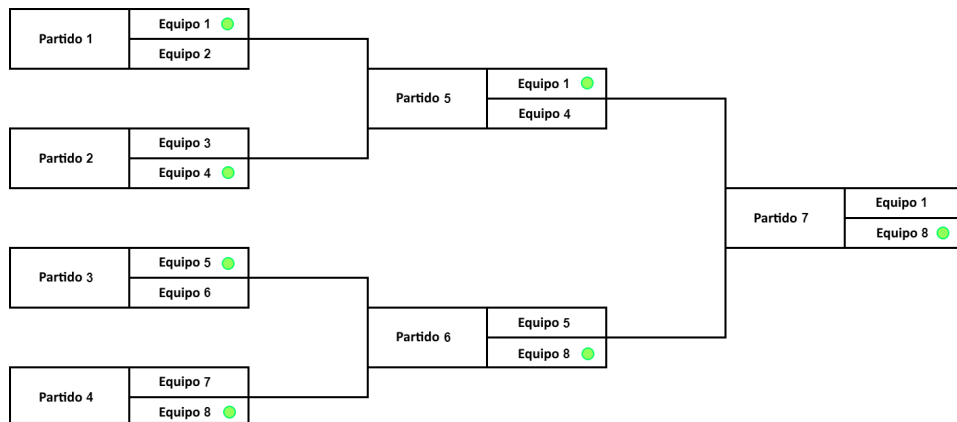 Partido 1
Equipo 1
Equipo 2
Partido 2
Equipo 3
Equipo 4
Partido 3
Equipo 5
Equipo 6
Partido 4
Equipo 7
Equipo 8
Partido 5
Equipo 1
Equipo 4
Partido 6
Equipo 5
Equipo 8
Partido 7
Equipo 1
Equipo 8